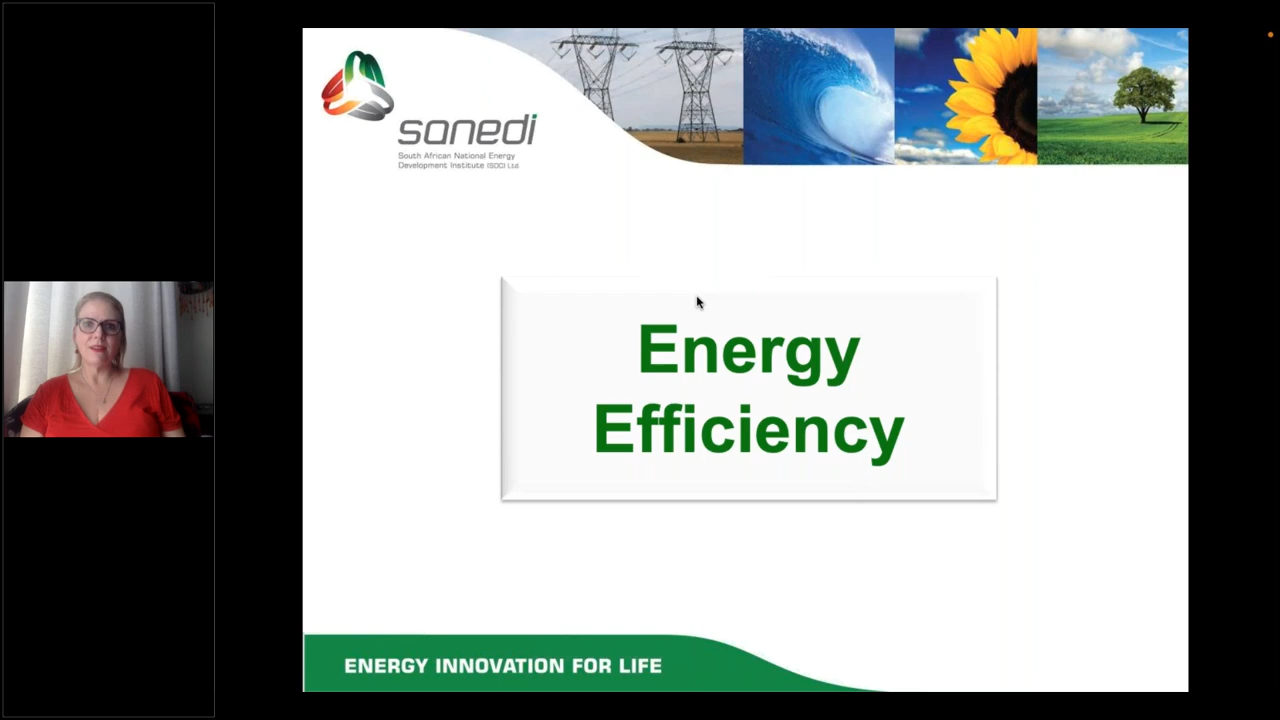 sanedi
South African National Energy
Development Institute (SOC) Ltd
Energy
Efficiency
ENERGY INNOVATION FOR LIFE